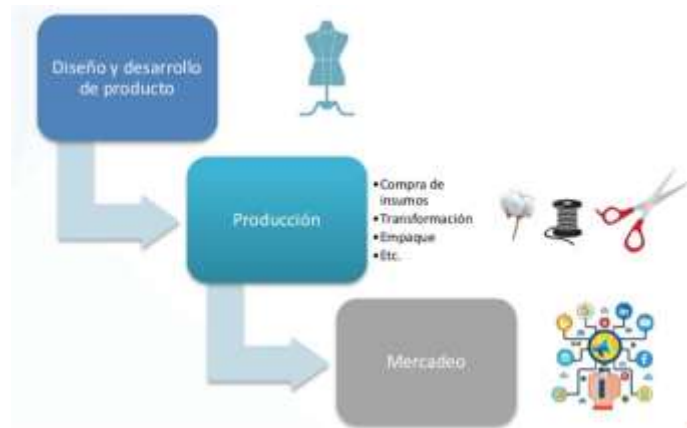 Diseño y desarrollo
de producto
Producción
•Compra de
insumos
•Transformación
•Empaque
•Etc.
Mercadeo